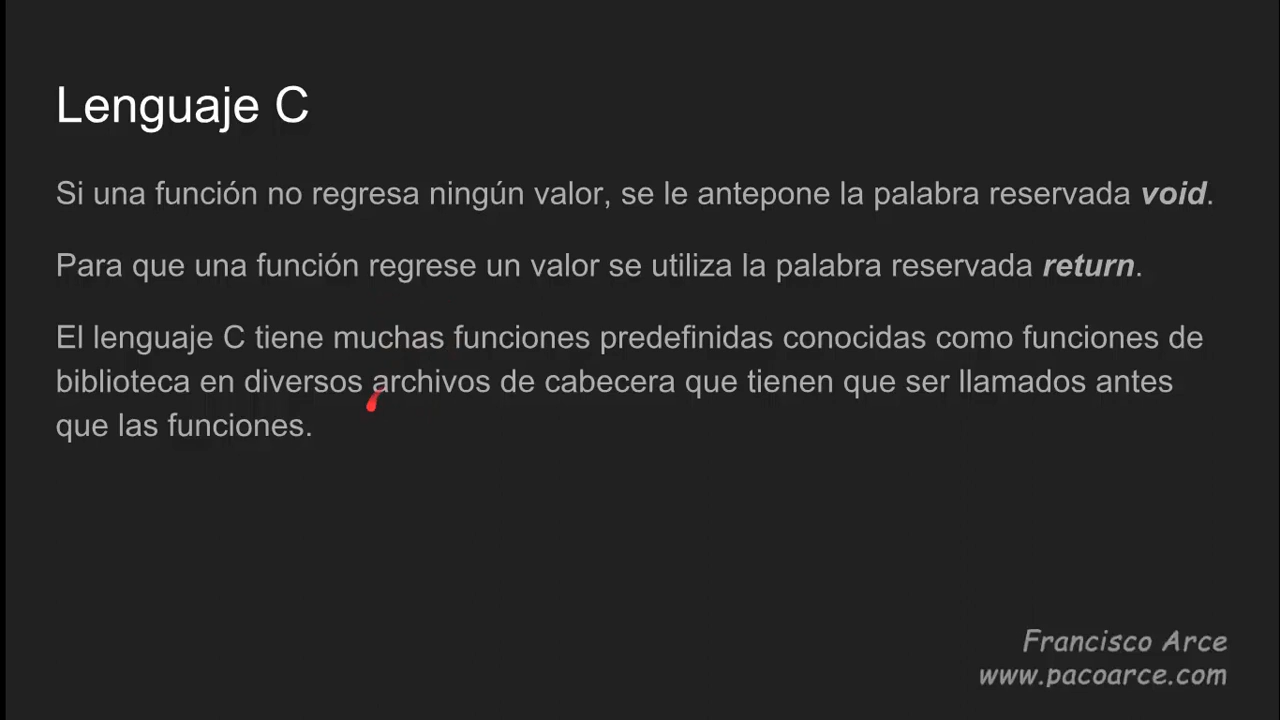 Lenguaje C
Si una función no regresa ningún valor, se le antepone la palabra reservada void.
Para que una función regrese un valor se utiliza la palabra reservada return.
El lenguaje C tiene muchas funciones predefinidas conocidas como funciones de
biblioteca en diversos archivos de cabecera que tienen que ser llamados antes
que las funciones.
Francisco Arce
www.pacoarce.com